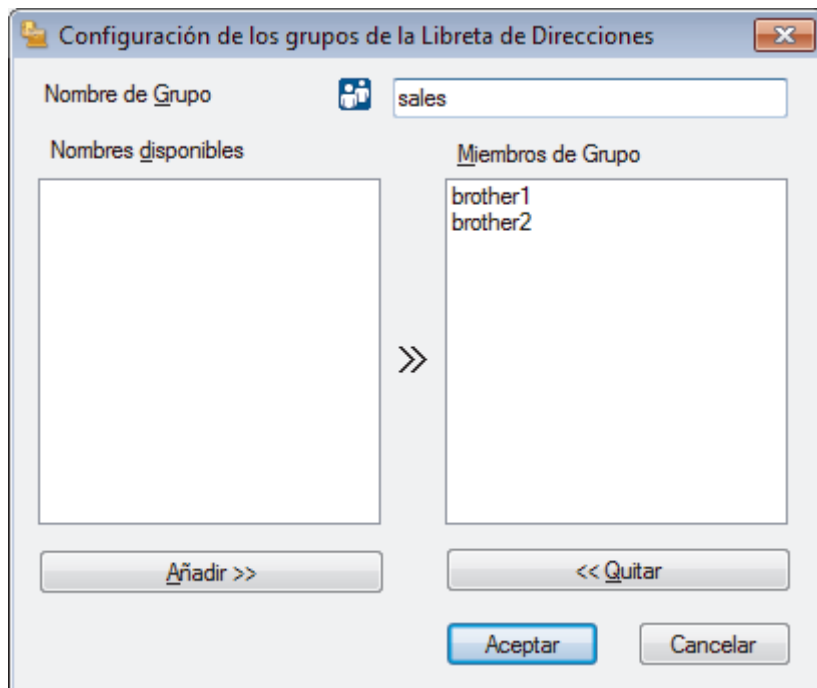 Configuración de los grupos de la Libreta de Direcciones
Nombre de Grupo
sales
Nombres disponibles
Miembros de Grupo
brother1
brother2
Añadir >>
<< Quitar
Aceptar
Cancelar